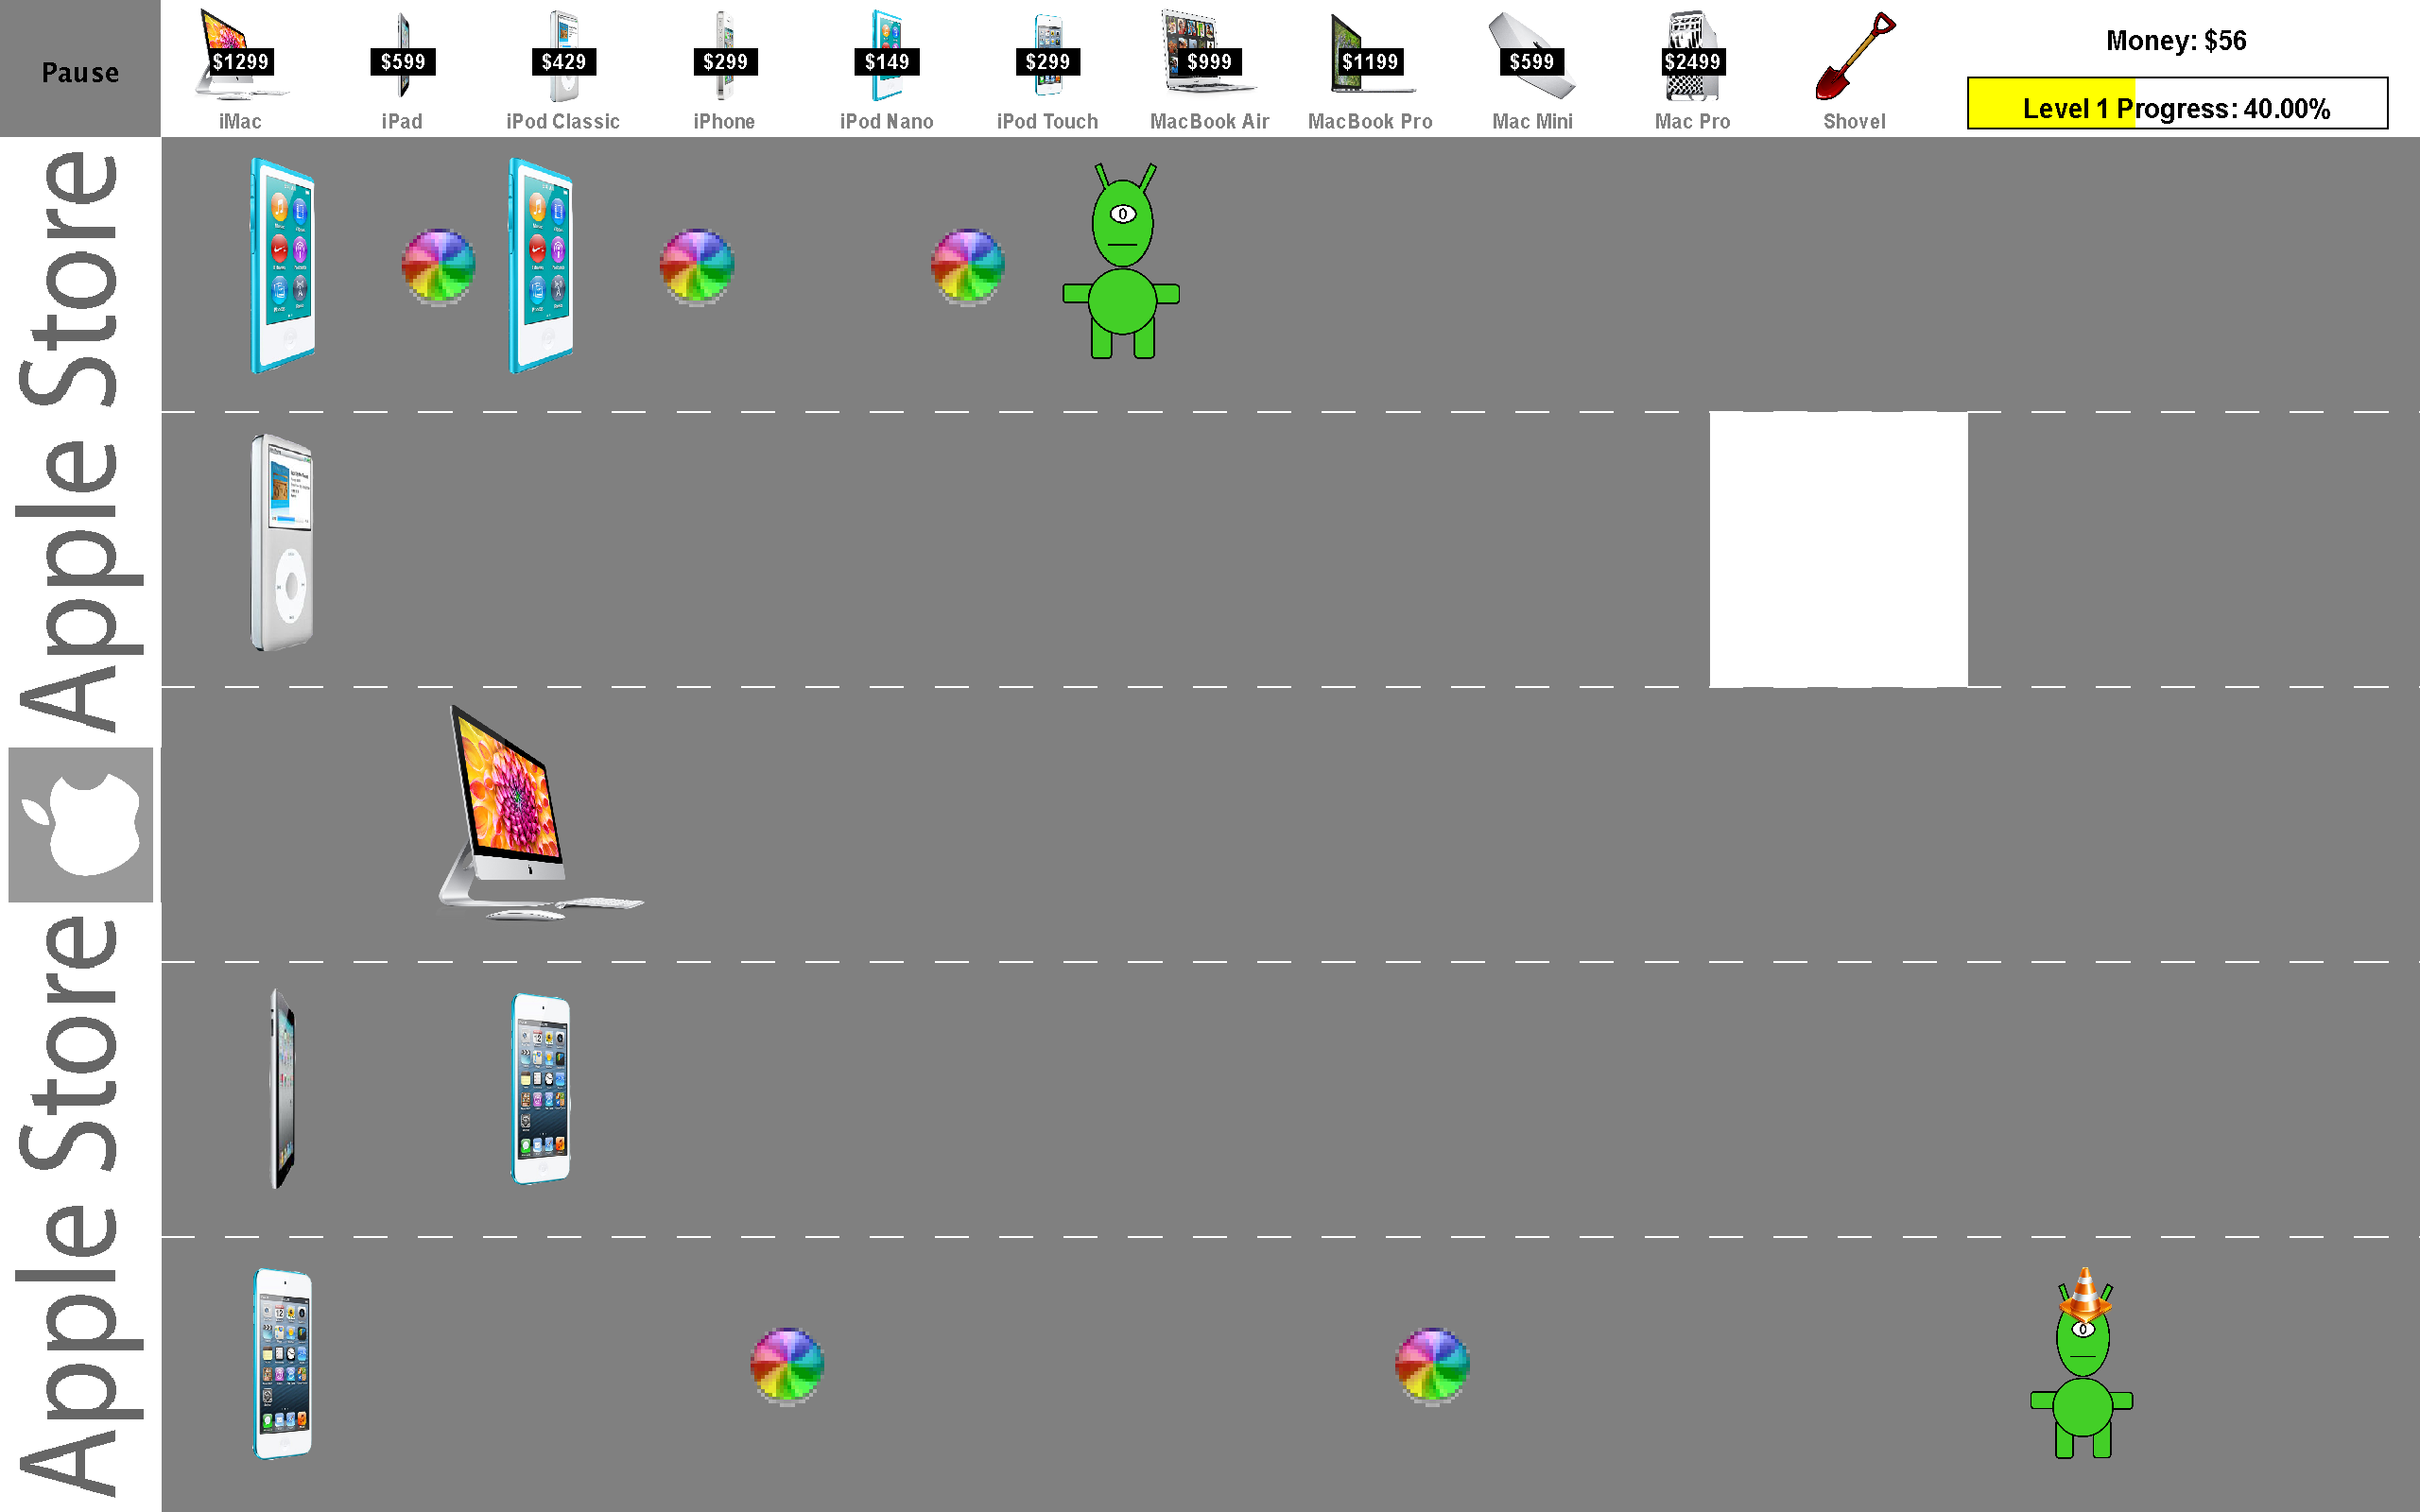 Pause
$1299
$599
$429
$299
$149
$299
$999
$1199
$599
$2499
iMac
iPad
iPod Classic
iPhone
iPod Nano
iPod Touch
MacBook Air
MacBook Pro
Mac Mini
Mac Pro
Shovel
Money: $56
Level 1 Progress: 40.00%
Apple Store
Apple Store